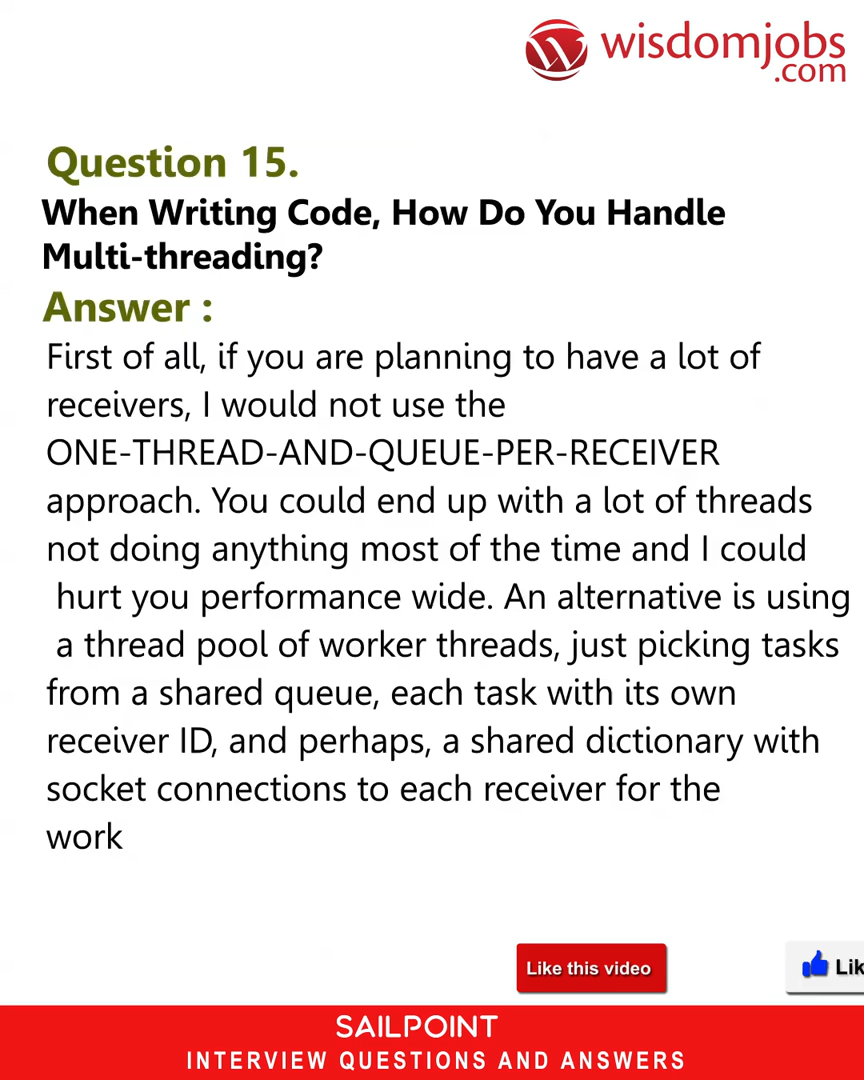 wisdomjobs
.com
Question 15.
When Writing Code, How Do You Handle
Multi-threading?
Answer :
First of all, if you are planning to have a lot of
receivers, I would not use the
ONE-THREAD-AND-QUEUE-PER-RECEIVER
approach. You could end up with a lot of threads
not doing anything most of the time and I could
hurt you performance wide. An alternative is using
a thread pool of worker threads, just picking tasks
from a shared queue, each task with its own
receiver ID, and perhaps, a shared dictionary with
socket connections to each receiver for the
work
Like this video
Lik
SAILPOINT
INTERVIEW QUESTIONS AND ANSWERS